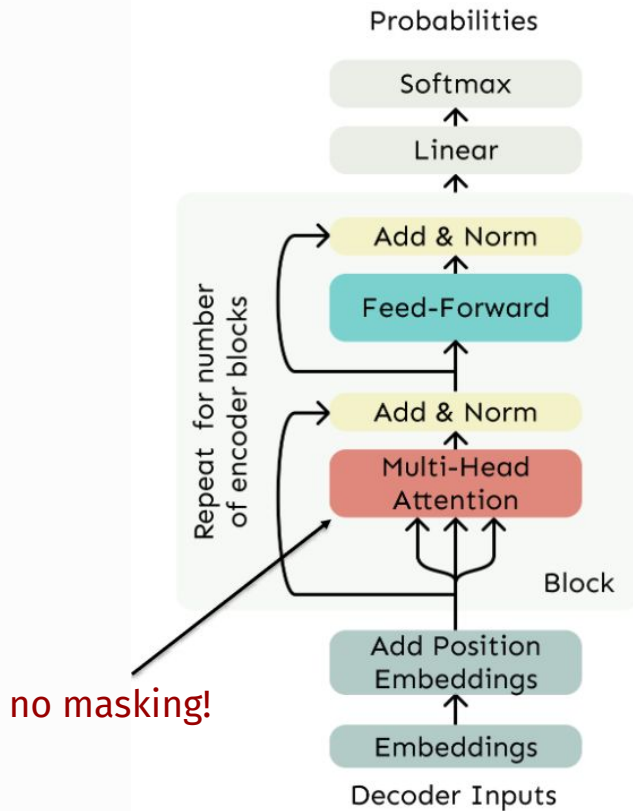 Probabilities
Softmax
Linear
Add & Norm
Feed-Forward
Repeat for number
of encoder blocks
Add & Norm
Multi-Head
Attention
Block
Add Position
Embeddings
no masking!
Embeddings
Decoder Inputs